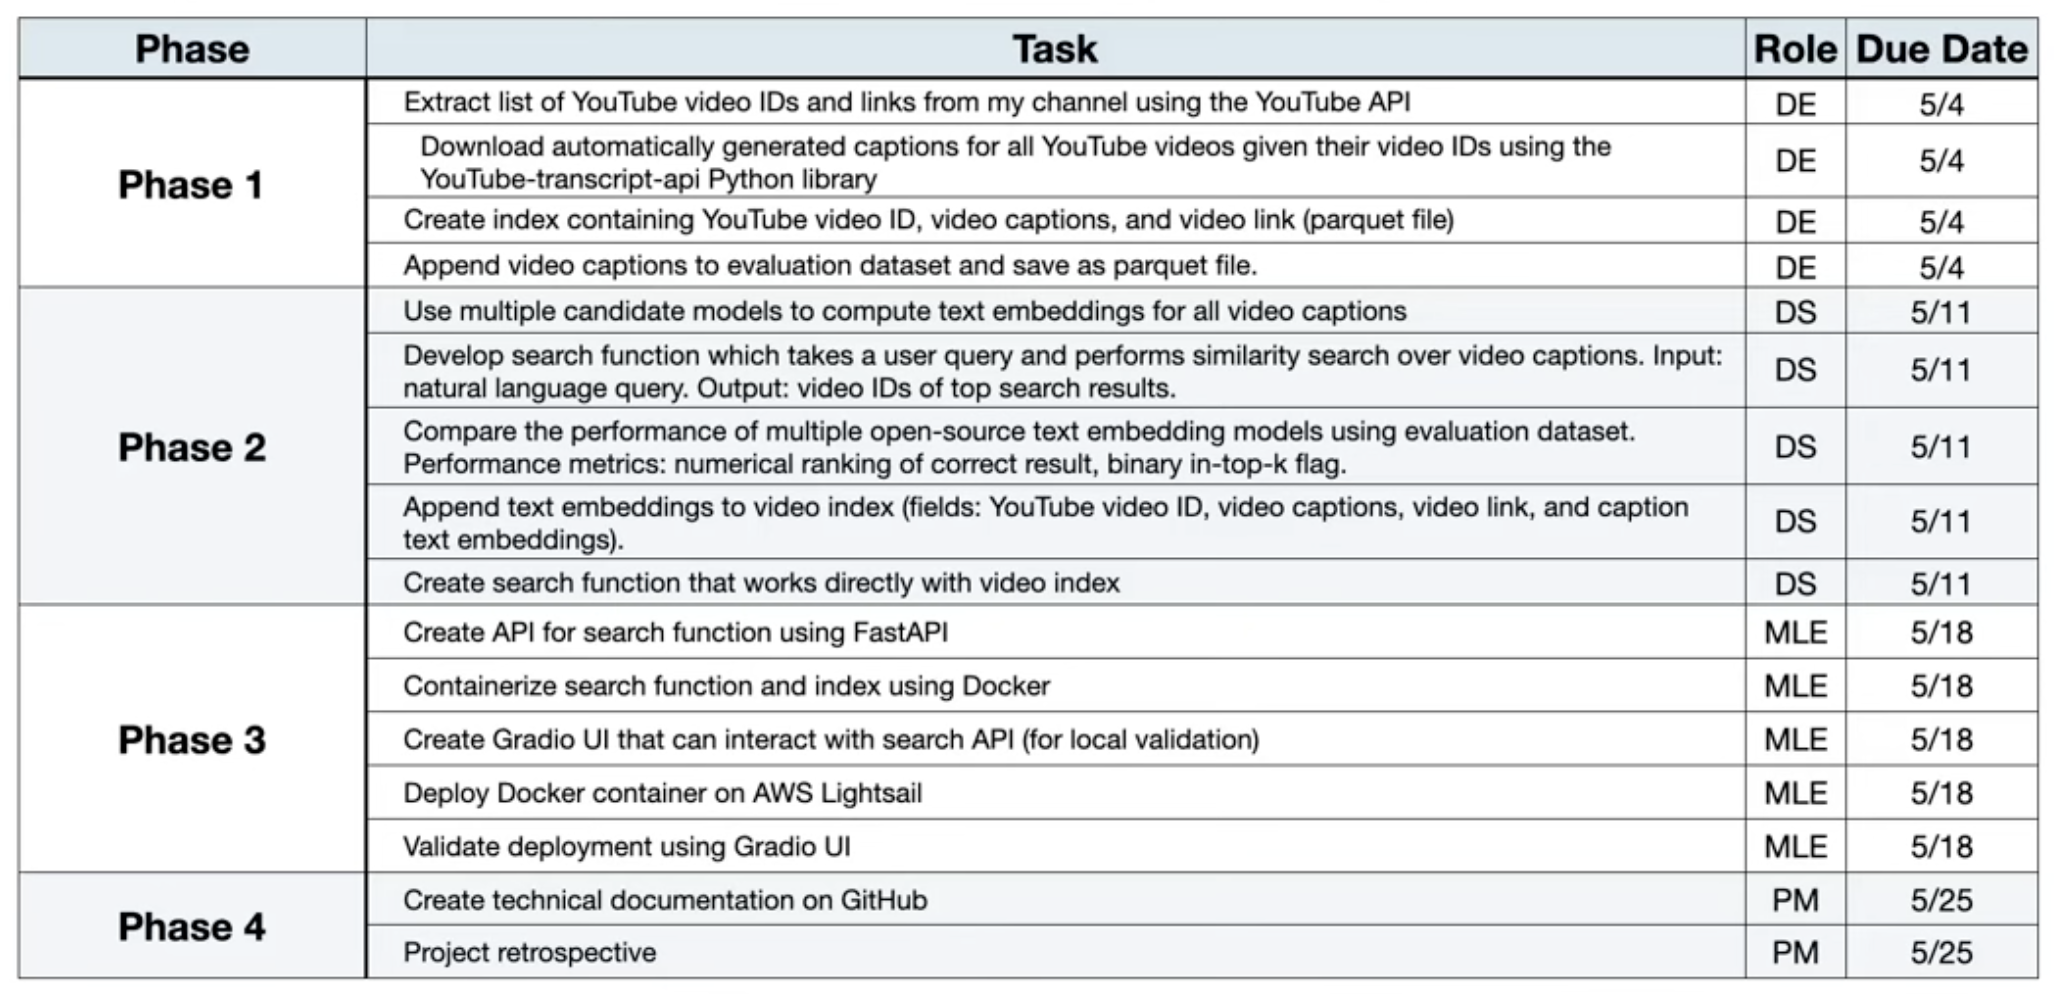 Phase Task Role Due Date
Phase 1
Extract list of YouTube video IDs and links from my channel using the YouTube API DE 5/4
Download automatically generated captions for all YouTube videos given their video IDs using the
YouTube-transcript-api Python library DE 5/4
Create index containing YouTube video ID, video captions, and video link (parquet file) DE 5/4
Append video captions to evaluation dataset and save as parquet file. DE 5/4
Phase 2
Use multiple candidate models to compute text embeddings for all video captions DS 5/11
Develop search function which takes a user query and performs similarity search over video captions. Input:
natural language query. Output: video IDs of top search results. DS 5/11
Compare the performance of multiple open-source text embedding models using evaluation dataset.
Performance metrics: numerical ranking of correct result, binary in-top-k flag. DS 5/11
Append text embeddings to video index (fields: YouTube video ID, video captions, video link, and caption
text embeddings). DS 5/11
Create search function that works directly with video index DS 5/11
Phase 3
Create API for search function using FastAPI MLE 5/18
Containerize search function and index using Docker MLE 5/18
Create Gradio UI that can interact with search API (for local validation) MLE 5/18
Deploy Docker container on AWS Lightsail MLE 5/18
Validate deployment using Gradio UI MLE 5/18
Phase 4
Create technical documentation on GitHub PM 5/25
Project retrospective PM 5/25